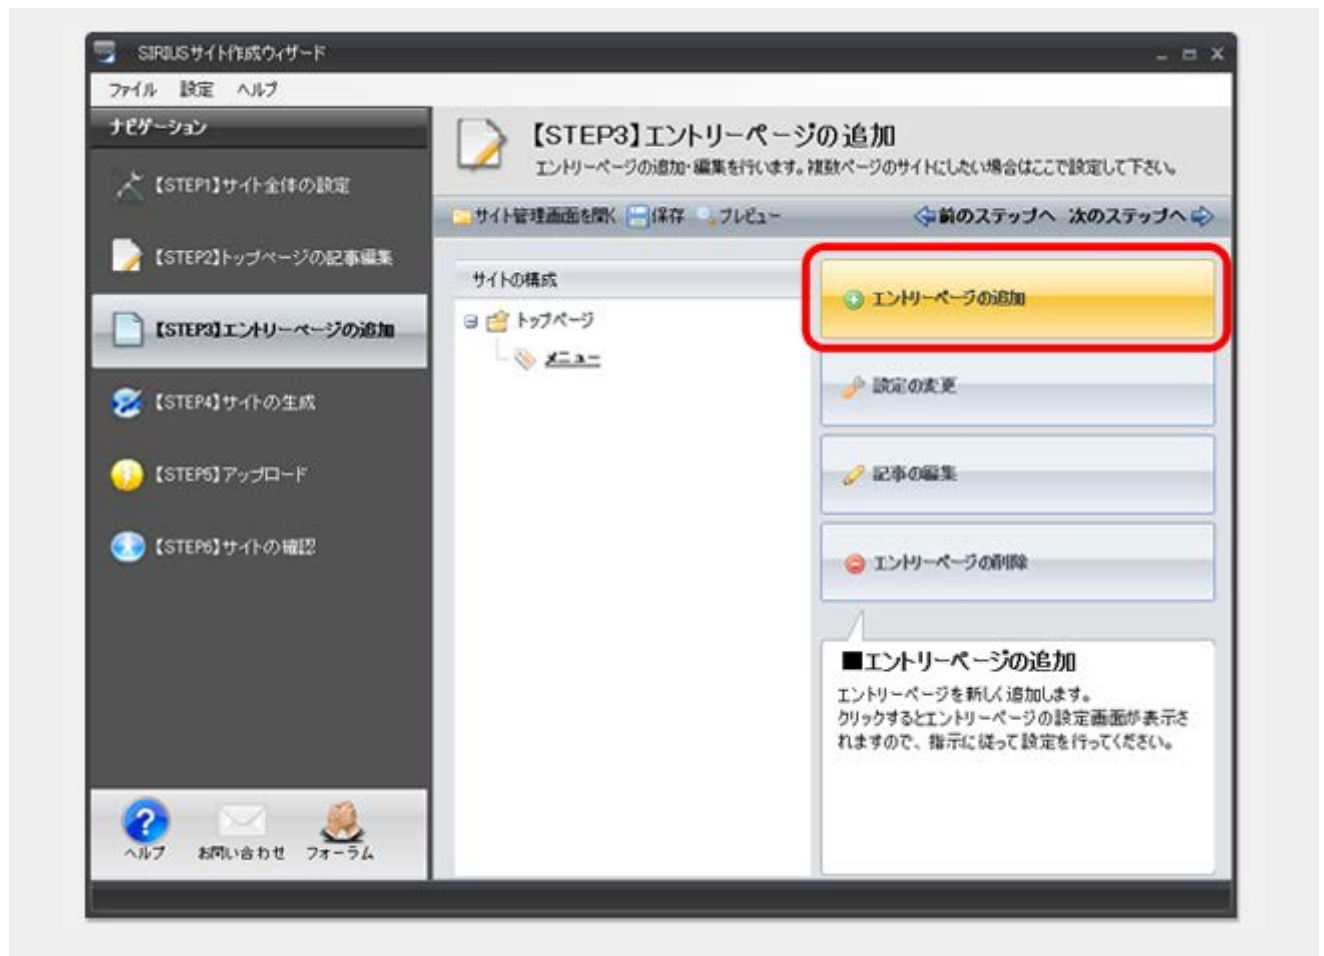 SIRIUSサイト作成ウィザード
ファイル 設定 ヘルプ
ナビゲーション
【STEP1】サイト全体の設定
【STEP2】トップページの記事編集
【STEP3】エントリーページの追加
【STEP4】サイトの生成
【STEP5】アップロード
【STEP6】サイトの確認
ヘルプ お問い合わせ フォーラム
【STEP3】エントリーページの追加
エントリーページの追加・編集を行います。複数ページのサイトにしたい場合はここで設定して下さい。
サイト管理画面を開く 保存 プレビュー 前のステップへ 次のステップへ
サイトの構成
トップページ
メニュー
エントリーページの追加
設定の変更
記事の編集
エントリーページの削除
■エントリーページの追加
エントリーページを新しく追加します。
クリックするとエントリーページの設定画面が表示さ
れますので、指示に従って設定を行ってください。